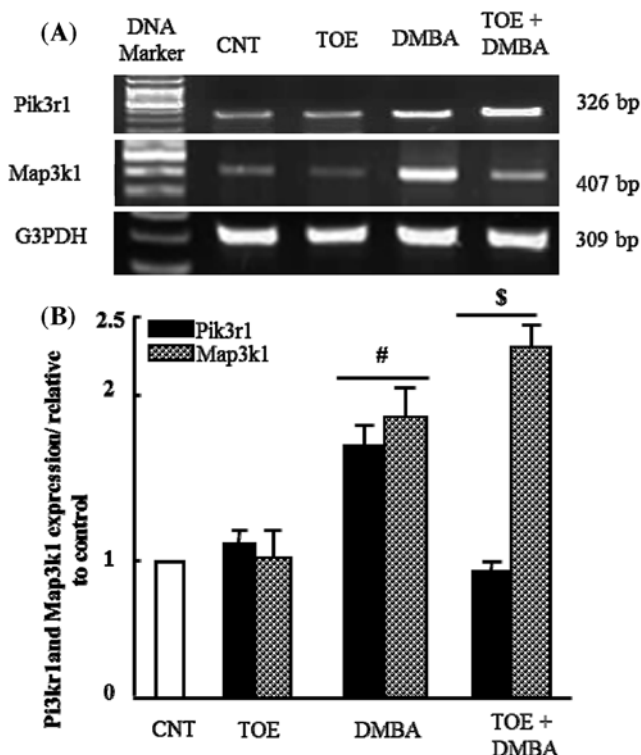 (A)
DNA
Marker
CNT
TOE
DMBA
TOE +
DMBA
Pik3r1
326 bp
Map3k1
407 bp
G3PDH
309 bp
(B)
Pi3kr1and Map3k1 expression/ relative
to control
2.5
2
1
0
Pik3r1
Map3k1
#
$
CNT
TOE
DMBA
TOE +
DMBA